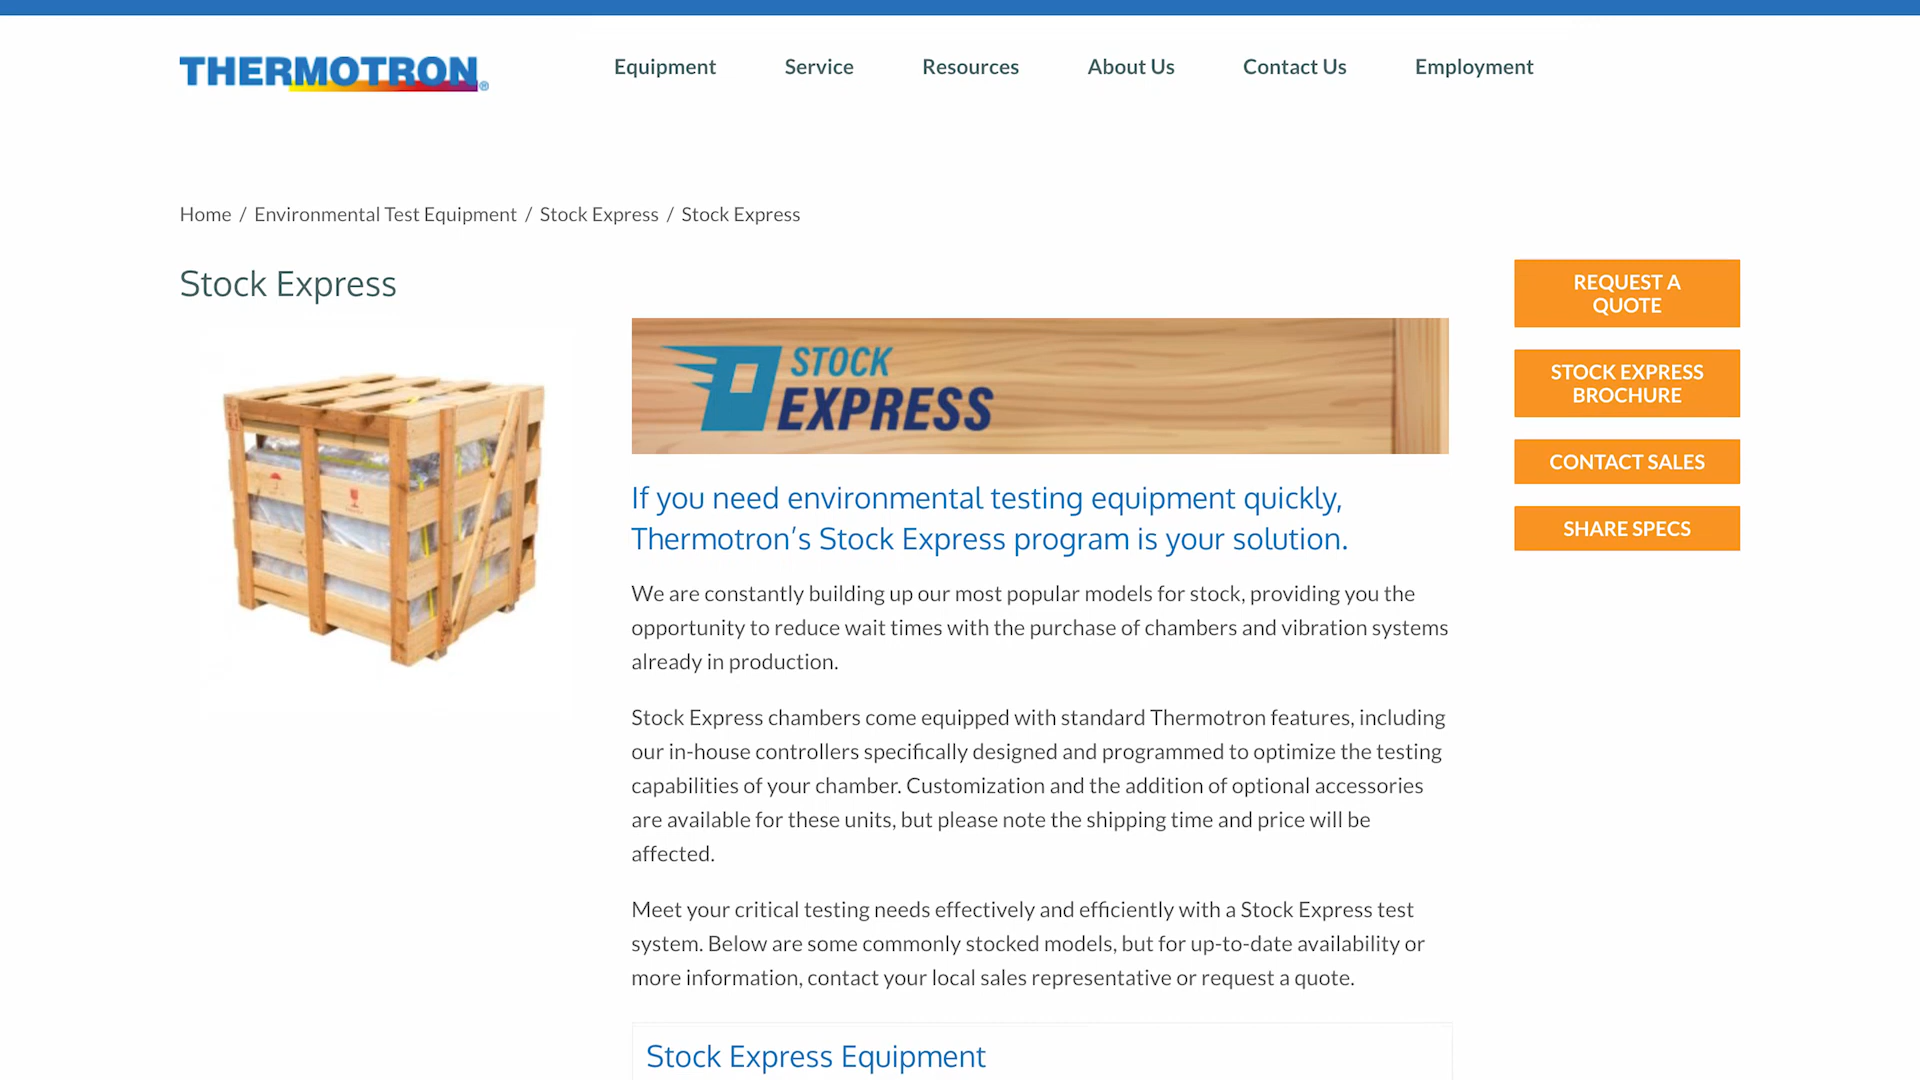 THERMOTRON®
Equipment Service Resources About Us Contact Us Employment
Home / Environmental Test Equipment / Stock Express / Stock Express
Stock Express
STOCK
EXPRESS
If you need environmental testing equipment quickly,
Thermotron’s Stock Express program is your solution.
We are constantly building up our most popular models for stock, providing you the
opportunity to reduce wait times with the purchase of chambers and vibration systems
already in production.
Stock Express chambers come equipped with standard Thermotron features, including
our in-house controllers specifically designed and programmed to optimize the testing
capabilities of your chamber. Customization and the addition of optional accessories
are available for these units, but please note the shipping time and price will be
affected.
Meet your critical testing needs effectively and efficiently with a Stock Express test
system. Below are some commonly stocked models, but for up-to-date availability or
more information, contact your local sales representative or request a quote.
Stock Express Equipment
REQUEST A
QUOTE
STOCK EXPRESS
BROCHURE
CONTACT SALES
SHARE SPECS